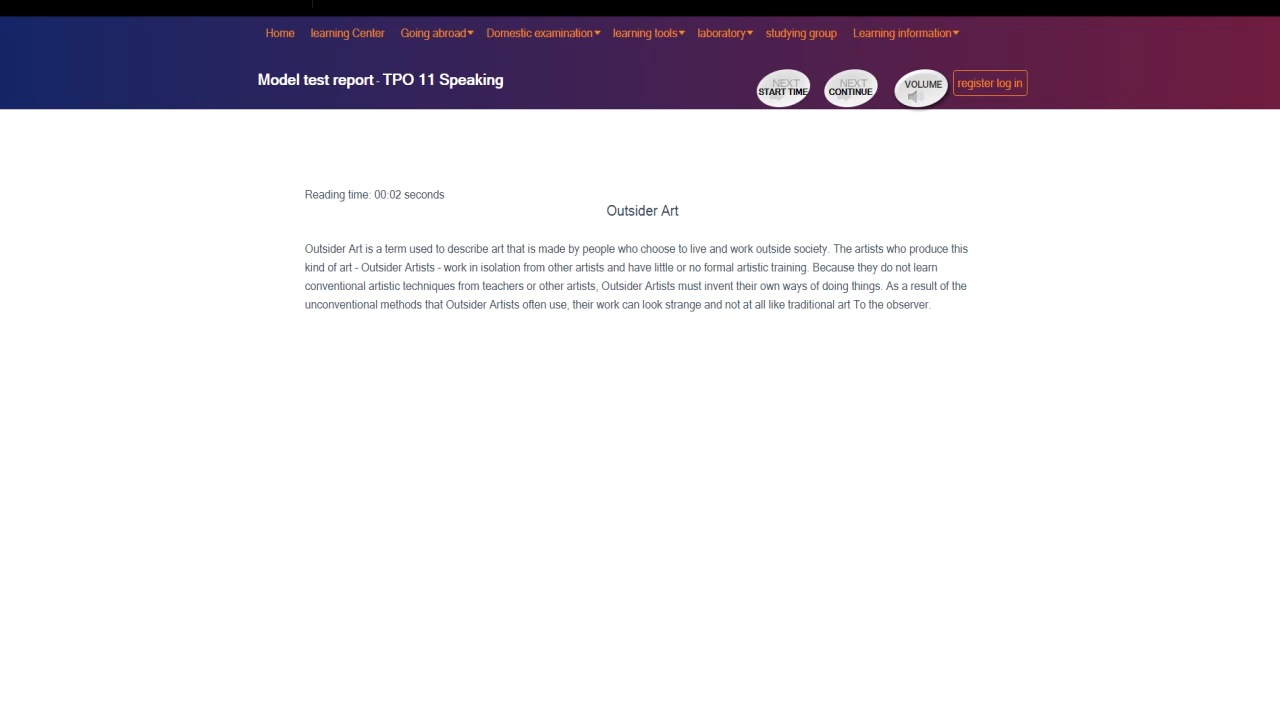 Home learning Center Going abroad Domestic examination learning tools laboratory studying group Learning information
Model test report - TPO 11 Speaking
NEXT START TIME NEXT CONTINUE VOLUME register log in
Reading time: 00:02 seconds
Outsider Art
Outsider Art is a term used to describe art that is made by people who choose to live and work outside society. The artists who produce this
kind of art - Outsider Artists - work in isolation from other artists and have little or no formal artistic training. Because they do not learn
conventional artistic techniques from teachers or other artists, Outsider Artists must invent their own ways of doing things. As a result of the
unconventional methods that Outsider Artists often use, their work can look strange and not at all like traditional art To the observer.